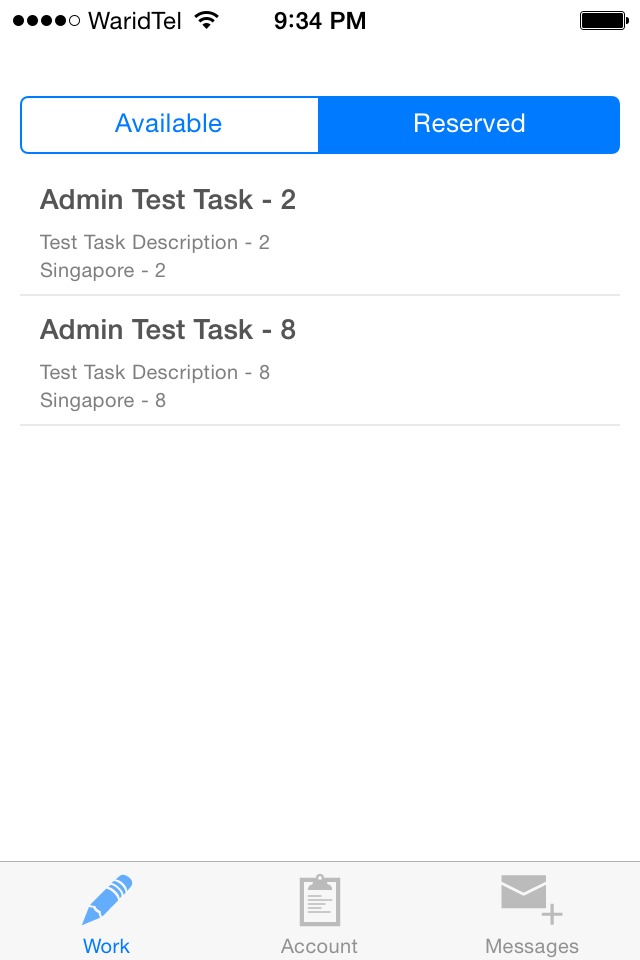 WaridTel 9:34 PM
Available Reserved
Admin Test Task - 2
Test Task Description - 2
Singapore - 2
Admin Test Task - 8
Test Task Description - 8
Singapore - 8
Work Account Messages